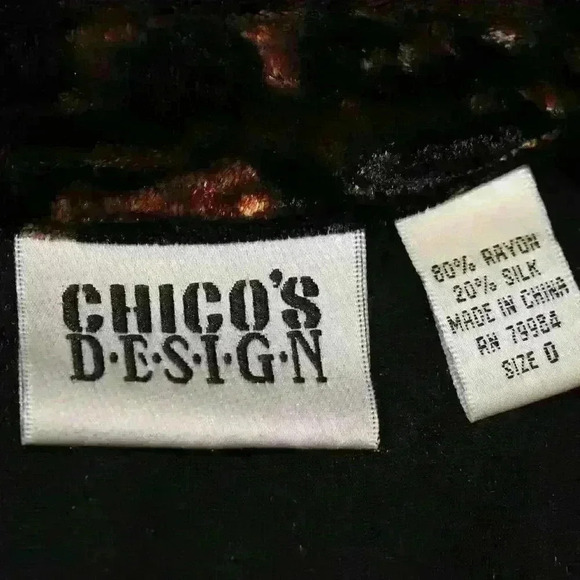 CHICO'S
D·E·S·I·G·N
80% RAYON
20% SILK
MADE IN CHINA
RN 79984
SIZE 0